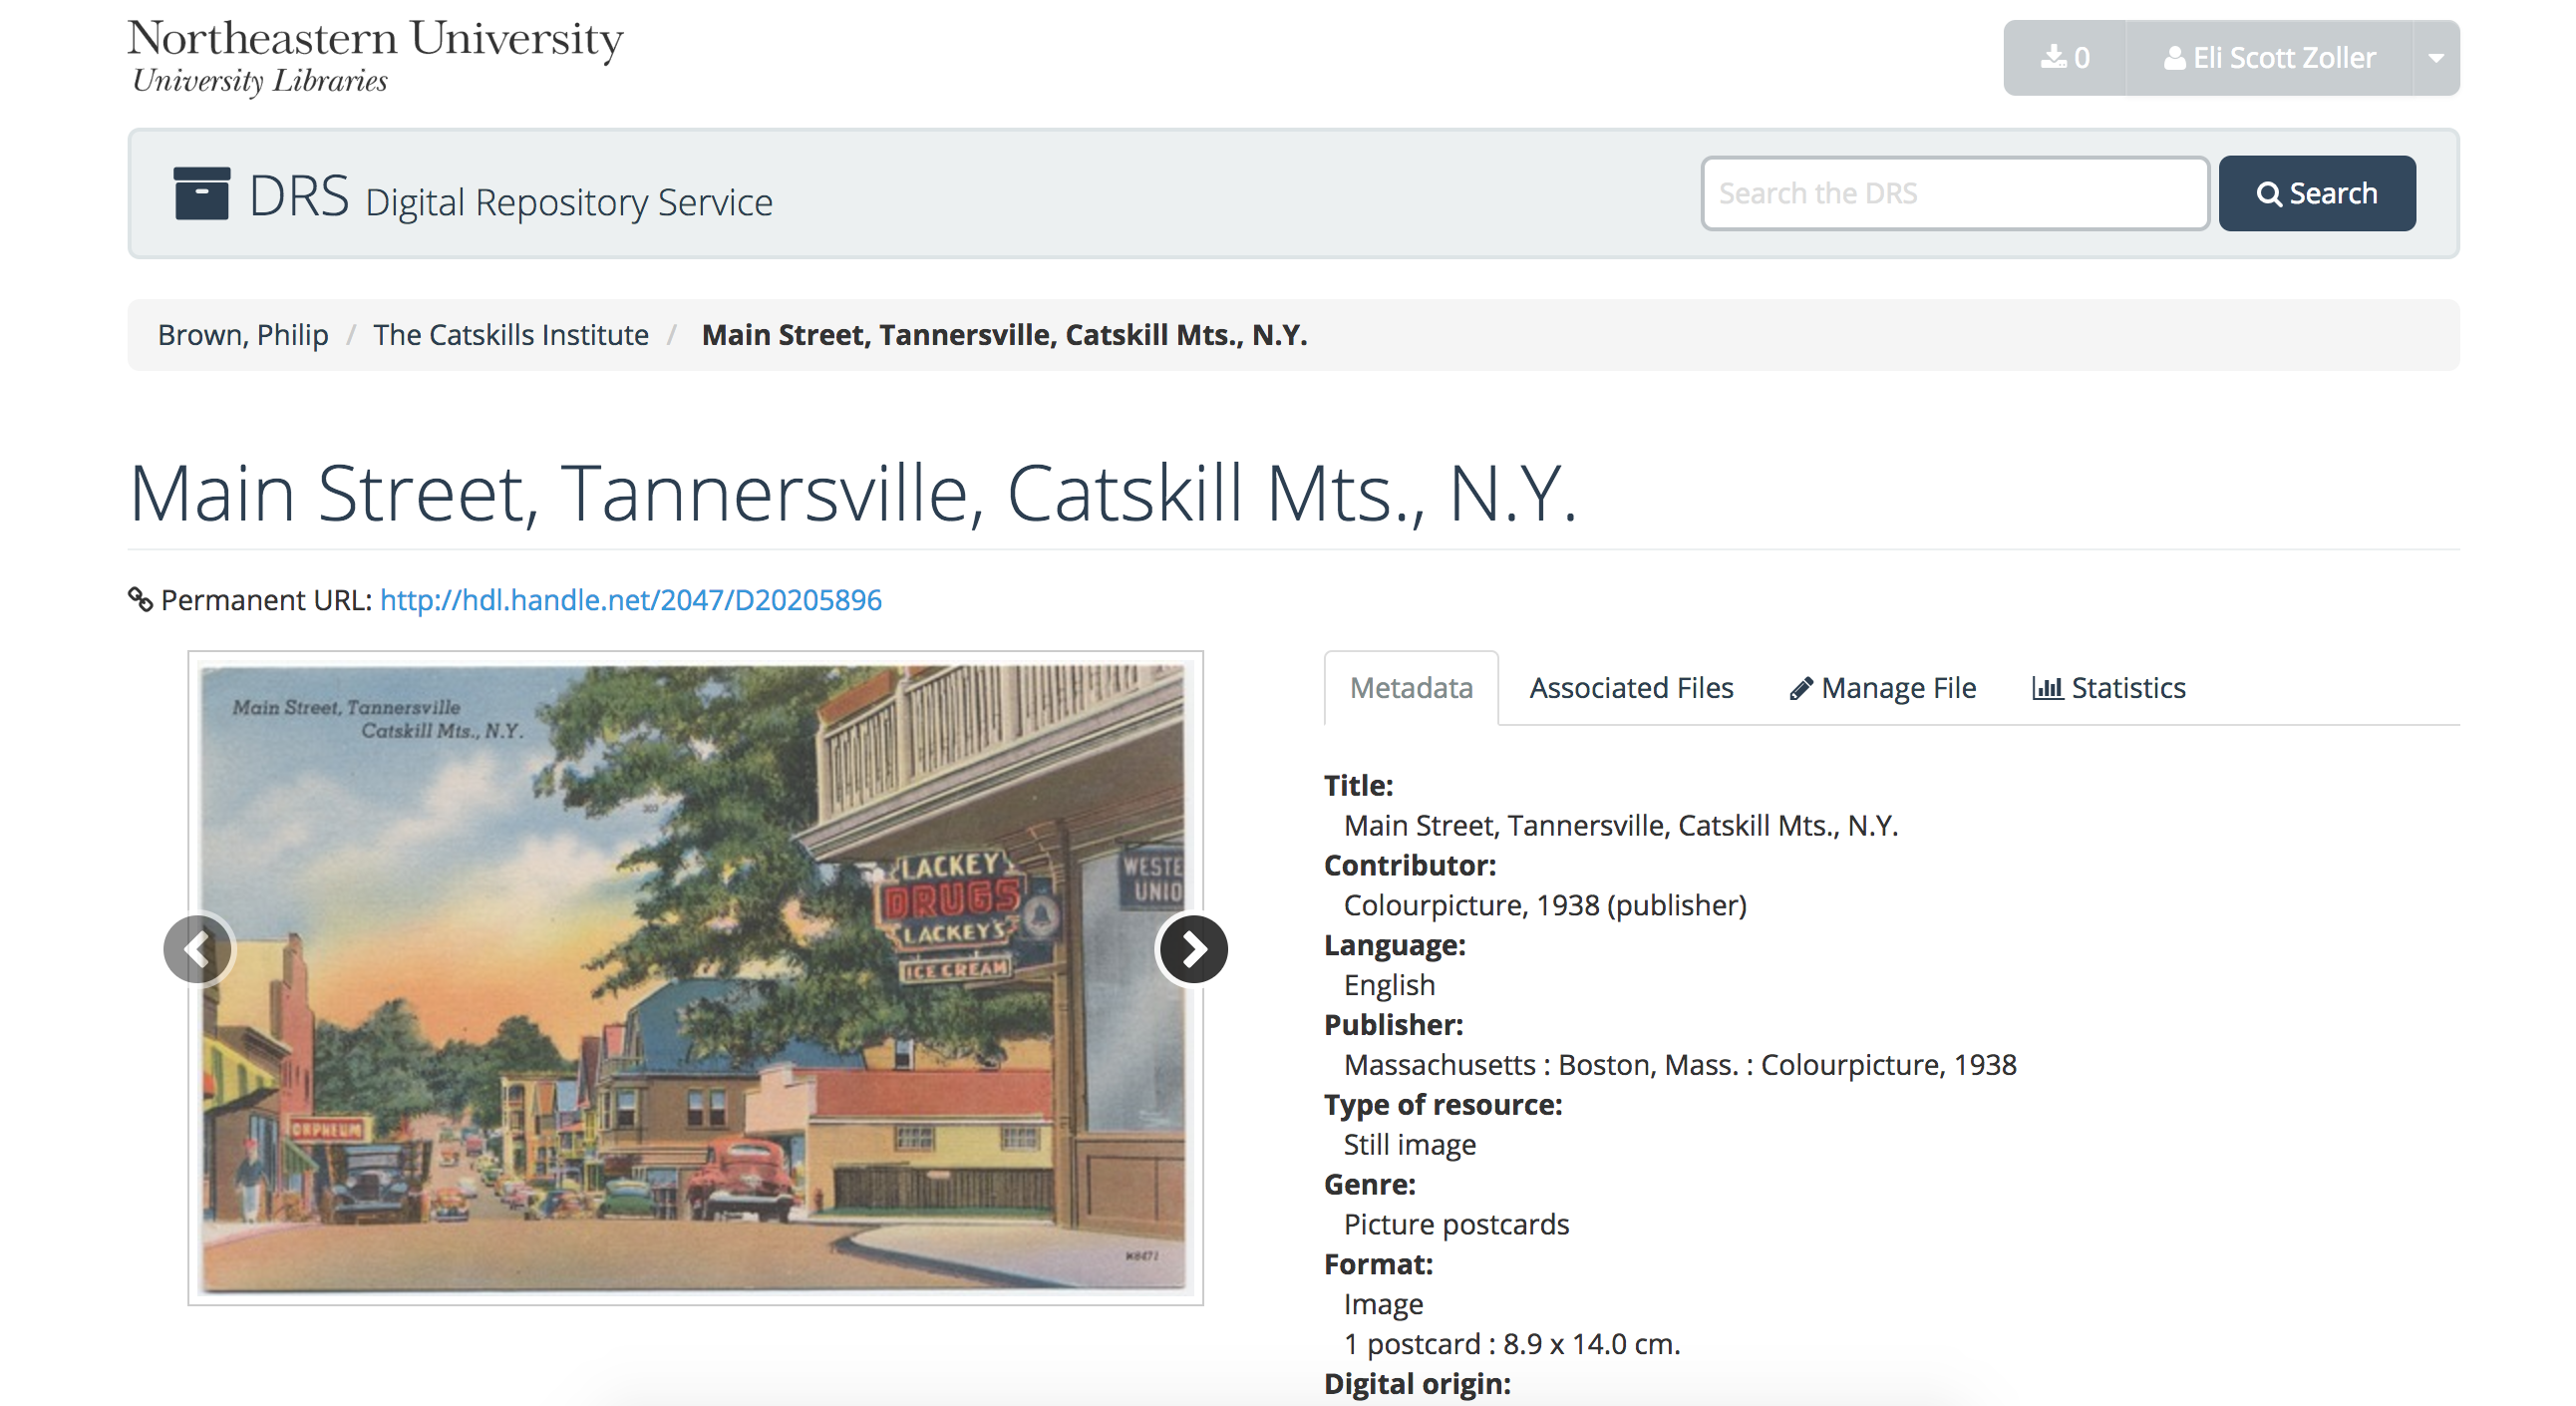 Northeastern University
University Libraries
0 Eli Scott Zoller
DRS Digital Repository Service
Search the DRS
Search
Brown, Philip / The Catskills Institute / Main Street, Tannersville, Catskill Mts., N.Y.
Main Street, Tannersville, Catskill Mts., N.Y.
Permanent URL: http://hdl.handle.net/2047/D20205896
Main Street, Tannersville
Catskill Mts., N.Y.
303
LACKEY
DRUGS
LACKEY'S
ICE CREAM
WESTE
UNIO
ORPHEUM
Metadata Associated Files Manage File Statistics
Title:
Main Street, Tannersville, Catskill Mts., N.Y.
Contributor:
Colourpicture, 1938 (publisher)
Language:
English
Publisher:
Massachusetts : Boston, Mass. : Colourpicture, 1938
Type of resource:
Still image
Genre:
Picture postcards
Format:
Image
1 postcard : 8.9 x 14.0 cm.
Digital origin: